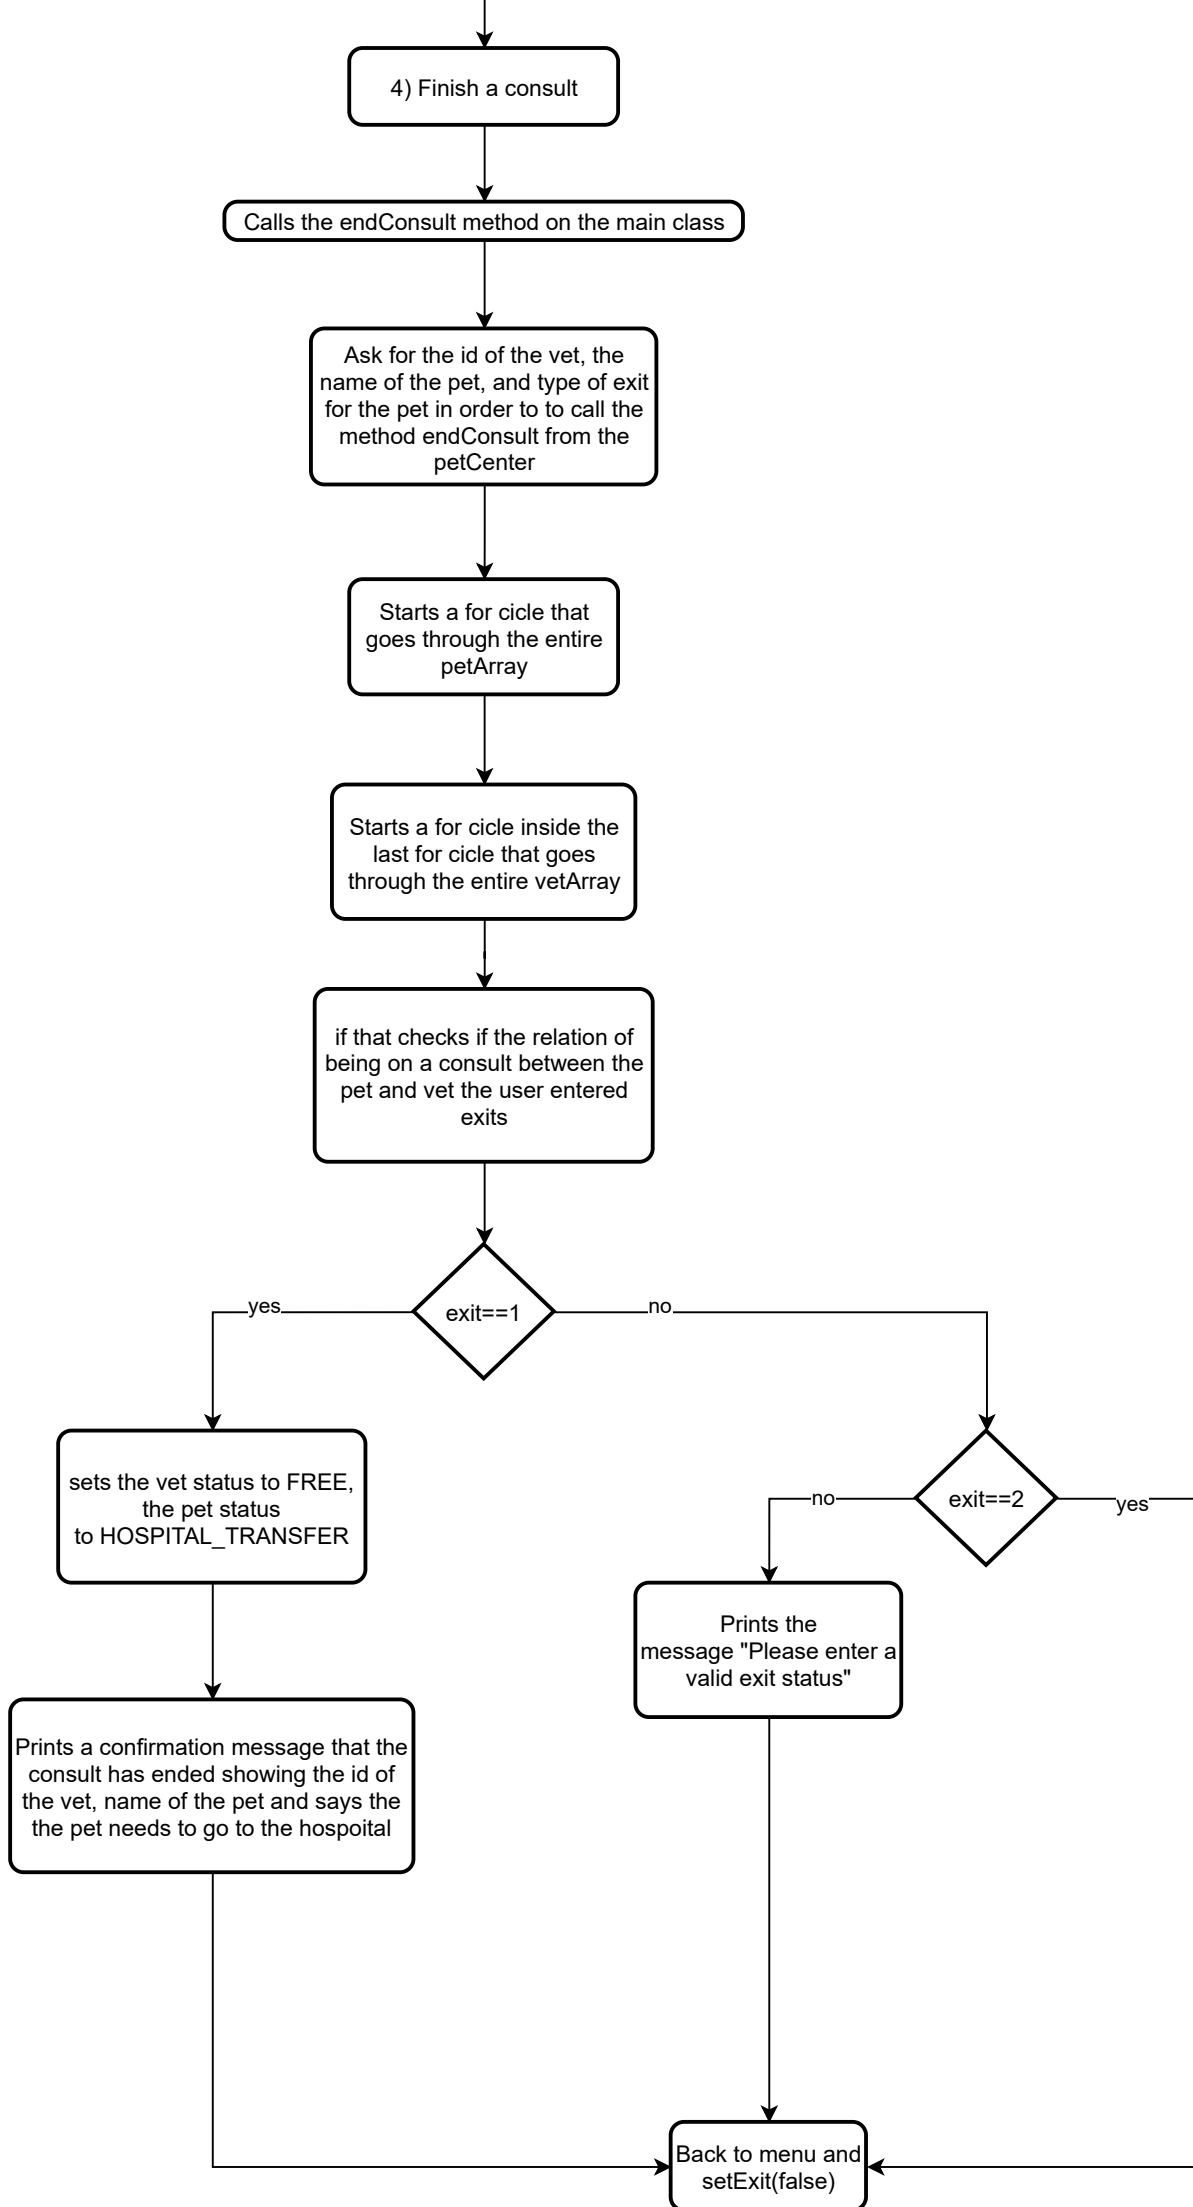 4) Finish a consult
Calls the endConsult method on the main class
Ask for the id of the vet, the
name of the pet, and type of exit
for the pet in order to to call the
method endConsult from the
petCenter
Starts a for cicle that
goes through the entire
petArray
Starts a for cicle inside the
last for cicle that goes
through the entire vetArray
if that checks if the relation of
being on a consult between the
pet and vet the user entered
exits
exit==1
yes
no
sets the vet status to FREE,
the pet status
to HOSPITAL_TRANSFER
exit==2
no
yes
Prints the
message "Please enter a
valid exit status"
Prints a confirmation message that the
consult has ended showing the id of
the vet, name of the pet and says the
the pet needs to go to the hospoital
Back to menu and
setExit(false)